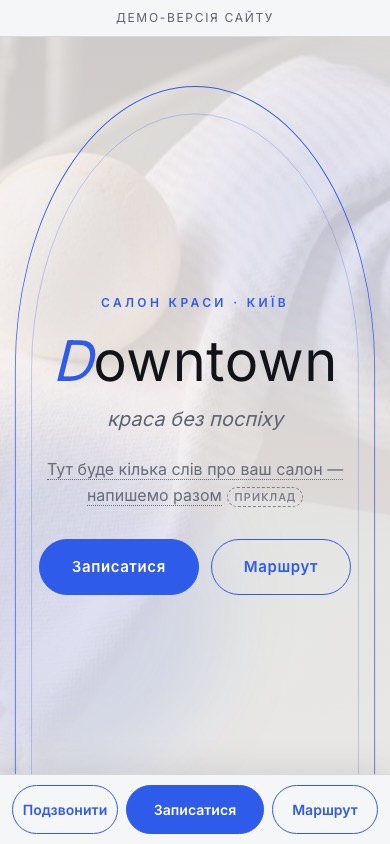 ДЕМО-ВЕРСІЯ САЙТУ
САЛОН КРАСИ · КИЇВ
Downtown
краса без поспіху
Тут буде кілька слів про ваш салон —
напишемо разом ПРИКЛАД
Записатися Маршрут
Подзвонити Записатися Маршрут